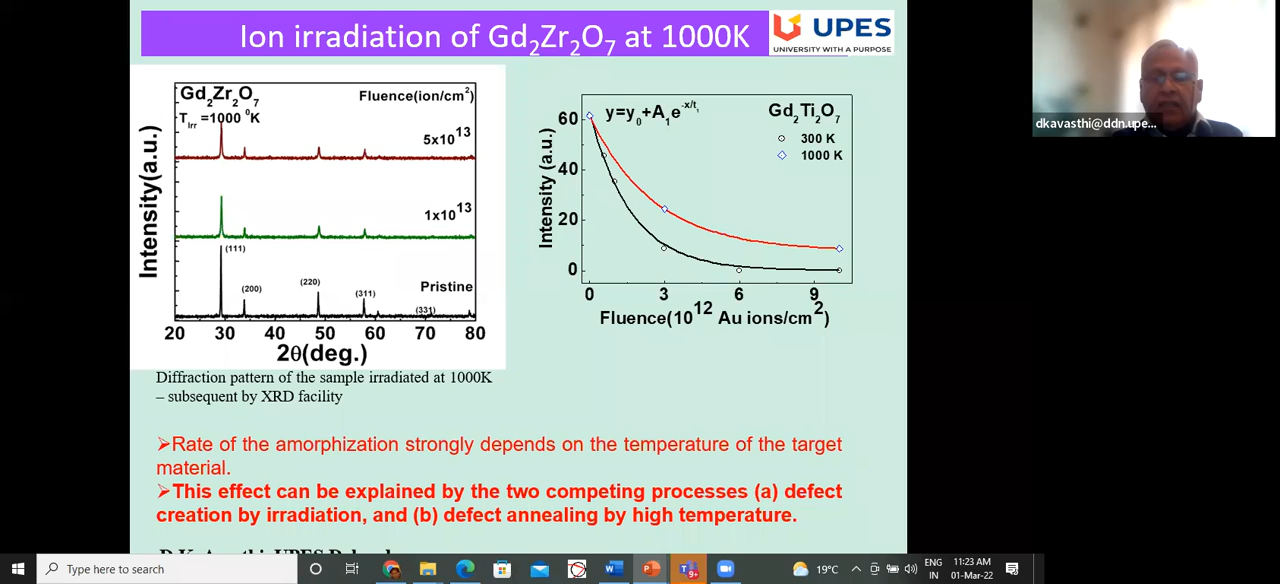 Ion irradiation of Gd2Zr2O7 at 1000K
UPES
UNIVERSITY WITH A PURPOSE
dkavasthi@ddn.upe...
Gd2Zr2O7
Fluence(ion/cm2)
TIrr =1000 0K
5x10 13
1x10 13
(111)
(200)
(220)
(311)
(331)
Pristine
Intensity(a.u.)
20 30 40 50 60 70 80
2θ(deg.)
y=y0+A1e-x/t1
Gd2Ti2O7
300 K
1000 K
60
40
20
0
Intensity (a.u.)
0 3 6 9
Fluence(10 12 Au ions/cm2)
Diffraction pattern of the sample irradiated at 1000K
– subsequent by XRD facility
➢Rate of the amorphization strongly depends on the temperature of the target
material.
➢This effect can be explained by the two competing processes (a) defect
creation by irradiation, and (b) defect annealing by high temperature.
Type here to search
9+
19°C
ENG
IN
11:23 AM
01-Mar-22